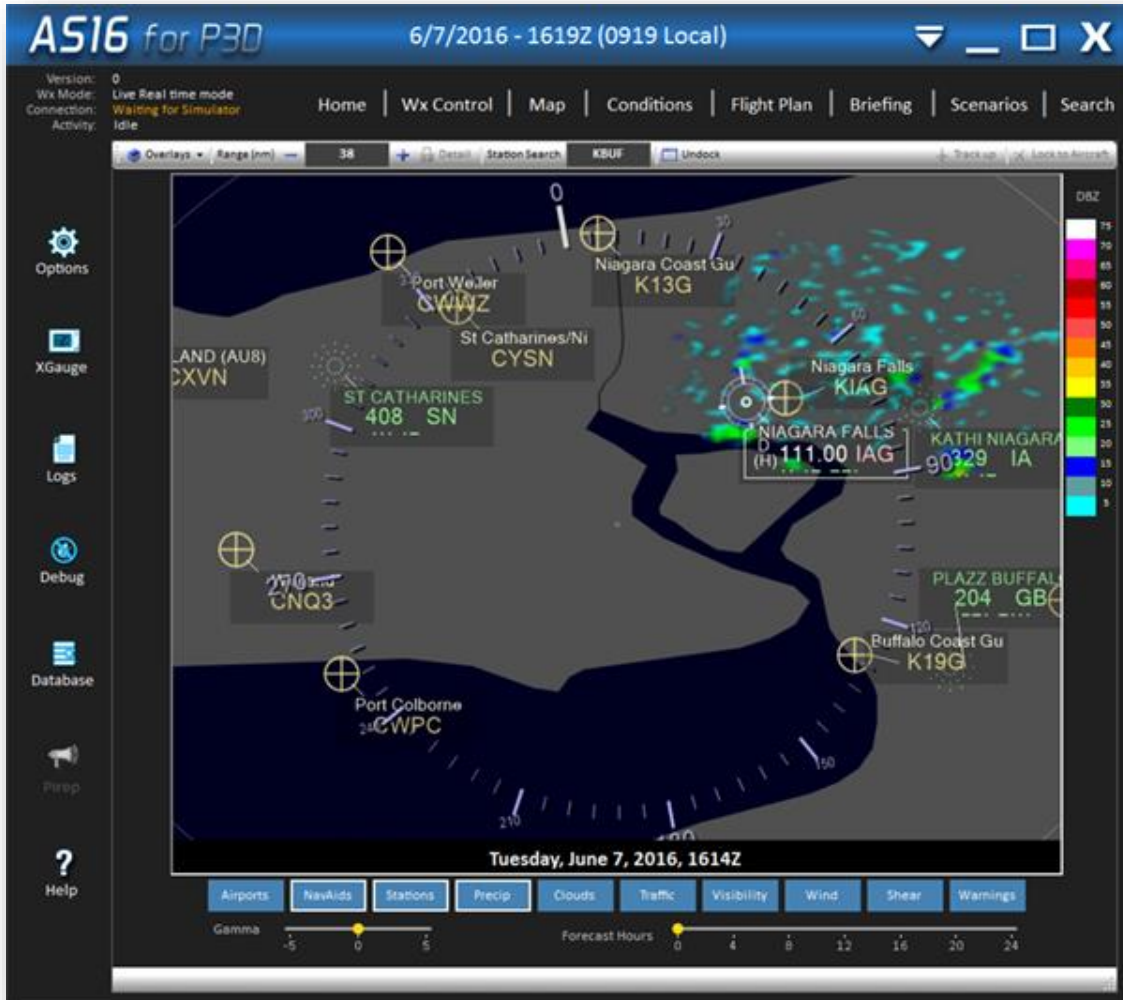 AS16 for P3D
6/7/2016 - 1619Z (0919 Local)
X
Version: 0
Wx Mode: Live Real time mode
Connection: Waiting for Simulator
Activity: Idle
Home | Wx Control | Map | Conditions | Flight Plan | Briefing | Scenarios | Search
Overlays Range (nm) 38 Detail Station Search KBUF Undock Track up Lock to Aircraft
Options
XGauge
Logs
Debug
Database
Pirep
? Help
0
30
Niagara Coast Gu
K13G
Port Weller
CWWZ
St Catharines/Ni
CYSN
LAND (AU8)
CXVN
ST CATHARINES
408 SN
300
60
Niagara Falls
KIAG
NIAGARA FALLS
D
(H) 111.00 IAG
KATHI NIAGARA
329 IA
90
270
CNQ3
PLAZZ BUFFAL
204 GB
120
Buffalo Coast Gu
K19G
Port Colborne
CWPC
240
150
210
180
DBZ
75
70
65
60
55
50
45
40
35
30
25
20
15
10
5
Tuesday, June 7, 2016, 1614Z
Airports NavAids Stations Precip Clouds Traffic Visibility Wind Shear Warnings
Gamma -5 0 5
Forecast Hours 0 4 8 12 16 20 24